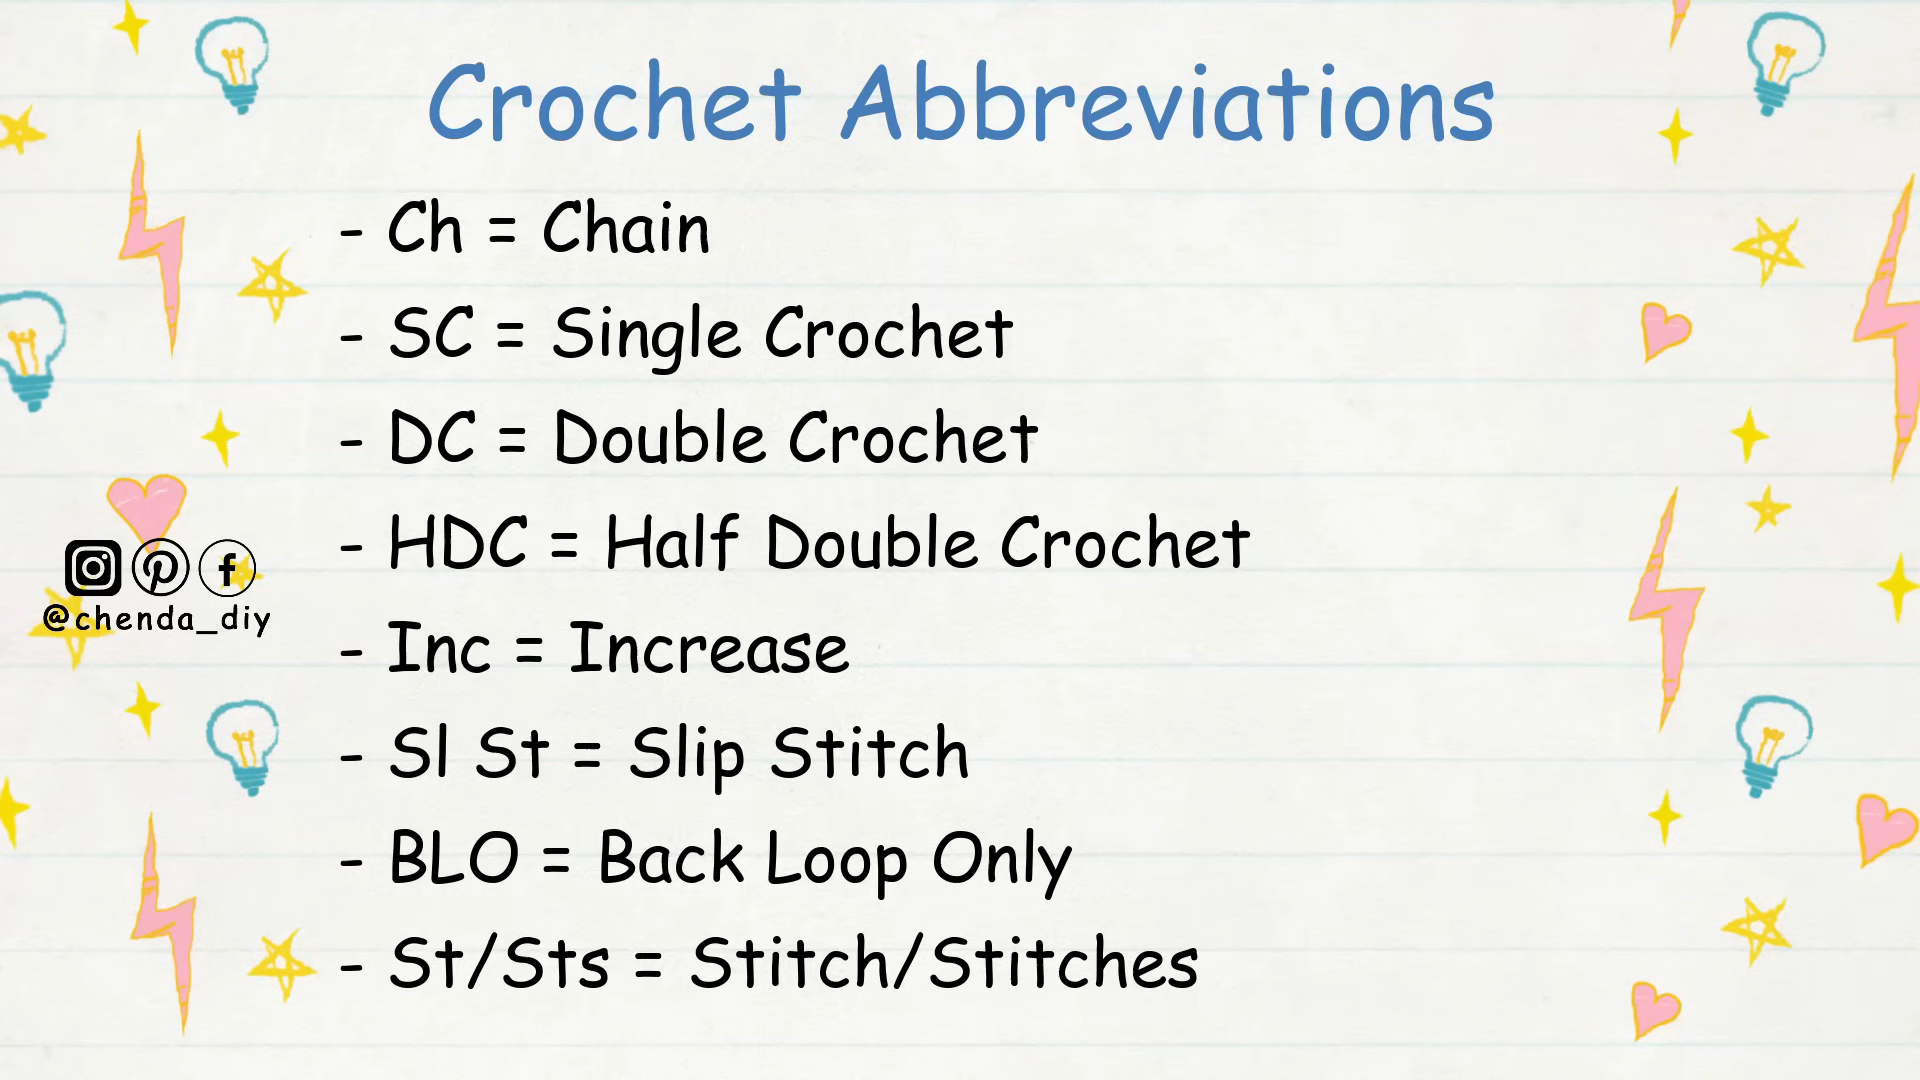 Crochet Abbreviations
- Ch = Chain
- SC = Single Crochet
- DC = Double Crochet
- HDC = Half Double Crochet
- Inc = Increase
- Sl St = Slip Stitch
- BLO = Back Loop Only
- St/Sts = Stitch/Stitches
@chenda_diy